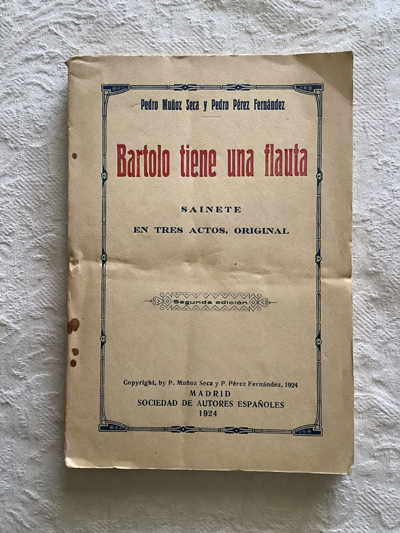 Pedro Muñoz Seca y Pedro Pérez Fernández
Bartolo tiene una flauta
SAINETE
EN TRES ACTOS, ORIGINAL
Segunda edición
Copyright, by P. Muñoz Seca y P. Pérez Fernández, 1924
MADRID
SOCIEDAD DE AUTORES ESPAÑOLES
1924